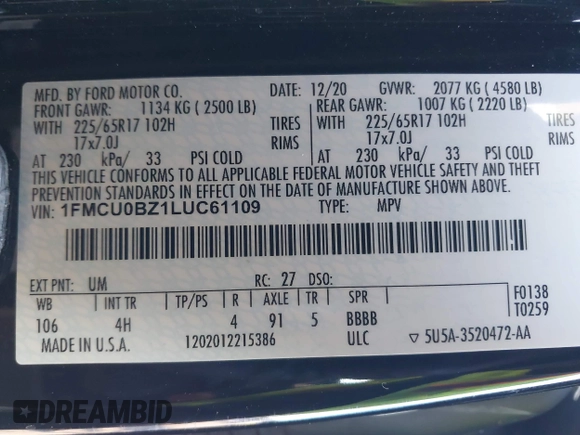 MFD. BY FORD MOTOR CO. DATE: 12/20 GVWR: 2077 KG ( 4580 LB)
FRONT GAWR: 1134 KG ( 2500 LB) REAR GAWR: 1007 KG ( 2220 LB)
WITH 225/65R17 102H TIRES WITH 225/65R17 102H TIRES
17x7.0J RIMS 17x7.0J RIMS
AT 230 kPa/ 33 PSI COLD AT 230 kPa/ 33 PSI COLD
THIS VEHICLE CONFORMS TO ALL APPLICABLE FEDERAL MOTOR VEHICLE SAFETY AND THEFT
PREVENTION STANDARDS IN EFFECT ON THE DATE OF MANUFACTURE SHOWN ABOVE.
VIN: 1FMCU0BZ1LUC61109 TYPE: MPV
EXT PNT: UM RC: 27 DSO:
WB INT TR TP/PS R AXLE TR SPR F0138
106 4H 4 91 5 BBBB T0259
MADE IN U.S.A. 1202012215386 ULC ▽ 5U5A-3520472-AA
DREAMBID